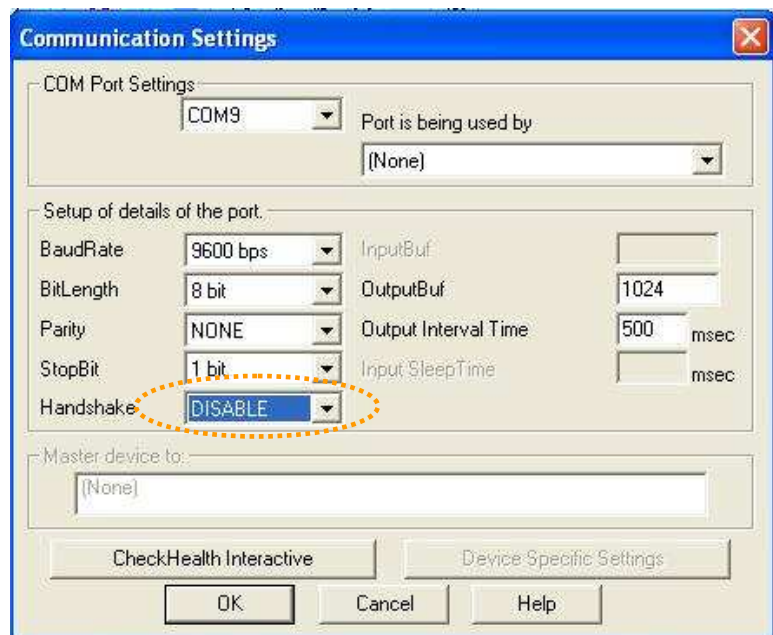 Communication Settings
COM Port Settings
COM9
Port is being used by
(None)
Setup of details of the port.
BaudRate 9600 bps InputBuf
BitLength 8 bit OutputBuf 1024
Parity NONE Output Interval Time 500 msec
StopBit 1 bit Input SleepTime msec
Handshake DISABLE
Master device to:
(None)
CheckHealth Interactive Device Specific Settings
OK Cancel Help